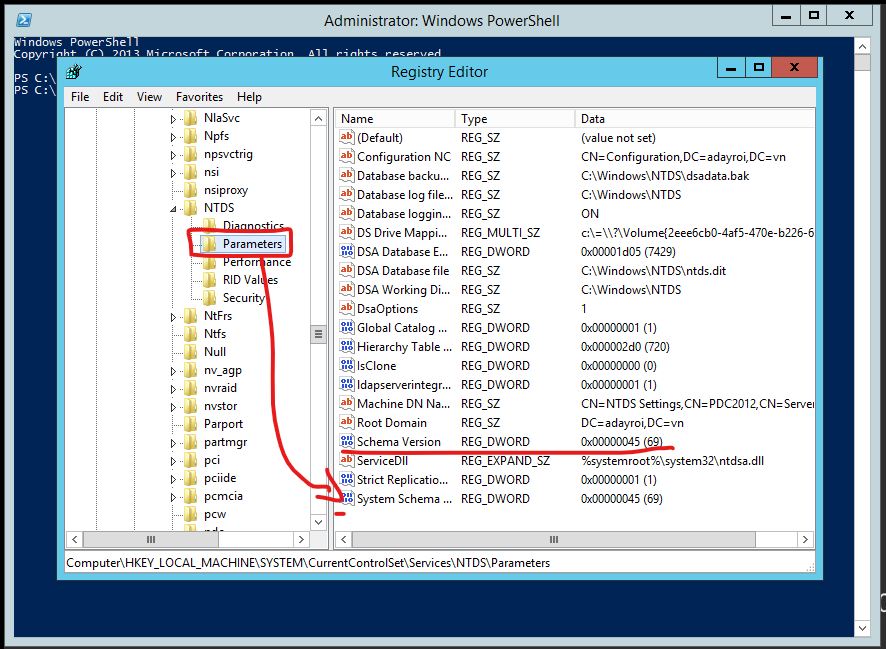 Administrator: Windows PowerShell
Windows PowerShell
Copyright (C) 2013 Microsoft Corporation. All rights reserved.
PS C:\
PS C:\
Registry Editor
File Edit View Favorites Help
NlaSvc
Npfs
npsvctrig
nsi
nsiproxy
NTDS
Diagnostics
Parameters
Performance
RID Values
Security
NtFrs
Ntfs
Null
nv_agp
nvraid
nvstor
Parport
partmgr
pci
pciide
pcmcia
pcw
Name Type Data
(Default) REG_SZ (value not set)
Configuration NC REG_SZ CN=Configuration,DC=adayroi,DC=vn
Database backu... REG_SZ C:\Windows\NTDS\dsadata.bak
Database log file... REG_SZ C:\Windows\NTDS
Database loggin... REG_SZ ON
DS Drive Mappi... REG_MULTI_SZ c:\=\\?\Volume{2eee6cb0-4af5-470e-b226-6
DSA Database E... REG_DWORD 0x00001d05 (7429)
DSA Database file REG_SZ C:\Windows\NTDS\ntds.dit
DSA Working Di... REG_SZ C:\Windows\NTDS
DsaOptions REG_SZ 1
Global Catalog ... REG_DWORD 0x00000001 (1)
Hierarchy Table ... REG_DWORD 0x000002d0 (720)
IsClone REG_DWORD 0x00000000 (0)
ldapserverintegr... REG_DWORD 0x00000001 (1)
Machine DN Na... REG_SZ CN=NTDS Settings,CN=PDC2012,CN=Server
Root Domain REG_SZ DC=adayroi,DC=vn
Schema Version REG_DWORD 0x00000045 (69)
ServiceDll REG_EXPAND_SZ %systemroot%\system32\ntdsa.dll
Strict Replicatio... REG_DWORD 0x00000001 (1)
System Schema ... REG_DWORD 0x00000045 (69)
Computer\HKEY_LOCAL_MACHINE\SYSTEM\CurrentControlSet\Services\NTDS\Parameters